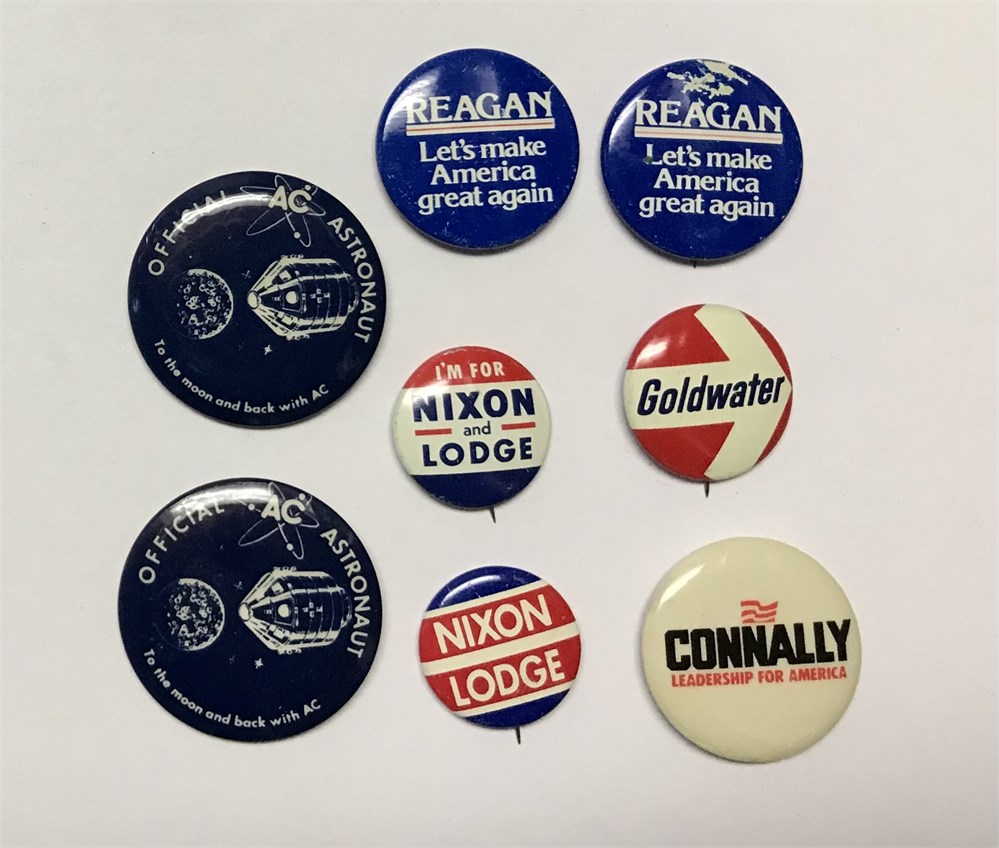 REAGAN
Let's make
America
great again
REAGAN
Let's make
America
great again
OFFICIAL AC ASTRONAUT
To the moon and back with AC
I'M FOR
NIXON
and
LODGE
Goldwater
OFFICIAL AC ASTRONAUT
To the moon and back with AC
NIXON
LODGE
CONNALLY
LEADERSHIP FOR AMERICA